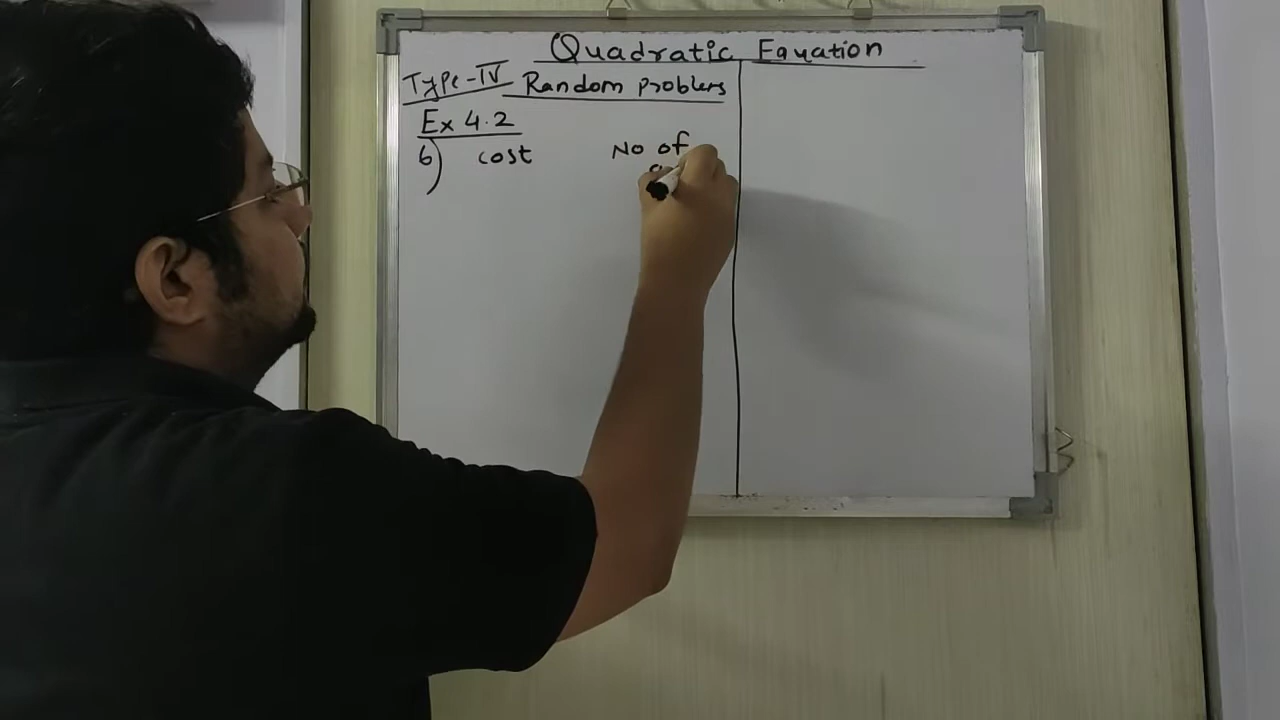 Quadratic Equation
Type-IV Random problems
Ex 4.2
6) cost No of